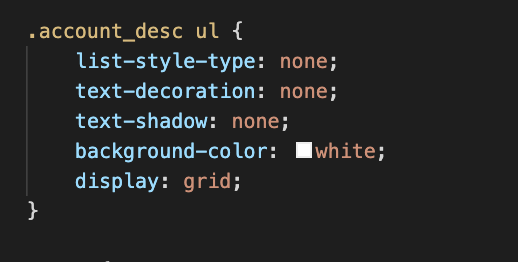 .account_desc ul {
    list-style-type: none;
    text-decoration: none;
    text-shadow: none;
    background-color: white;
    display: grid;
}